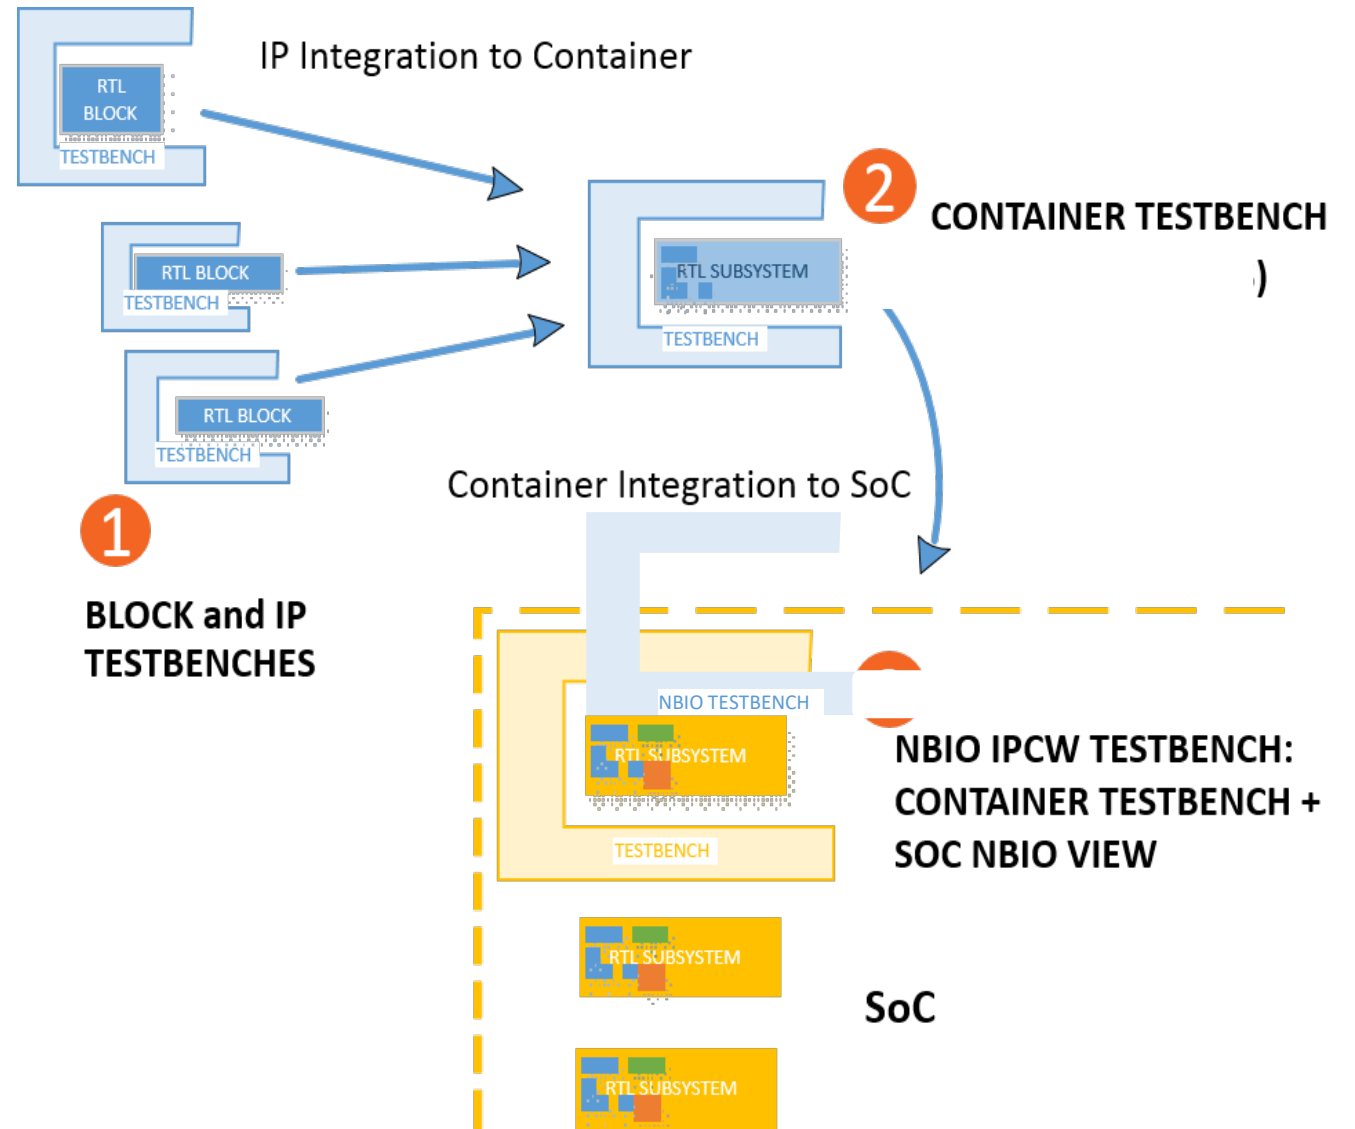 IP Integration to Container
RTL
BLOCK
TESTBENCH
RTL BLOCK
TESTBENCH
RTL BLOCK
TESTBENCH
1
BLOCK and IP
TESTBENCHES
2
CONTAINER TESTBENCH
)
RTL SUBSYSTEM
TESTBENCH
Container Integration to SoC
NBIO TESTBENCH
RTL SUBSYSTEM
TESTBENCH
NBIO IPCW TESTBENCH:
CONTAINER TESTBENCH +
SOC NBIO VIEW
RTL SUBSYSTEM
SoC
RTL SUBSYSTEM